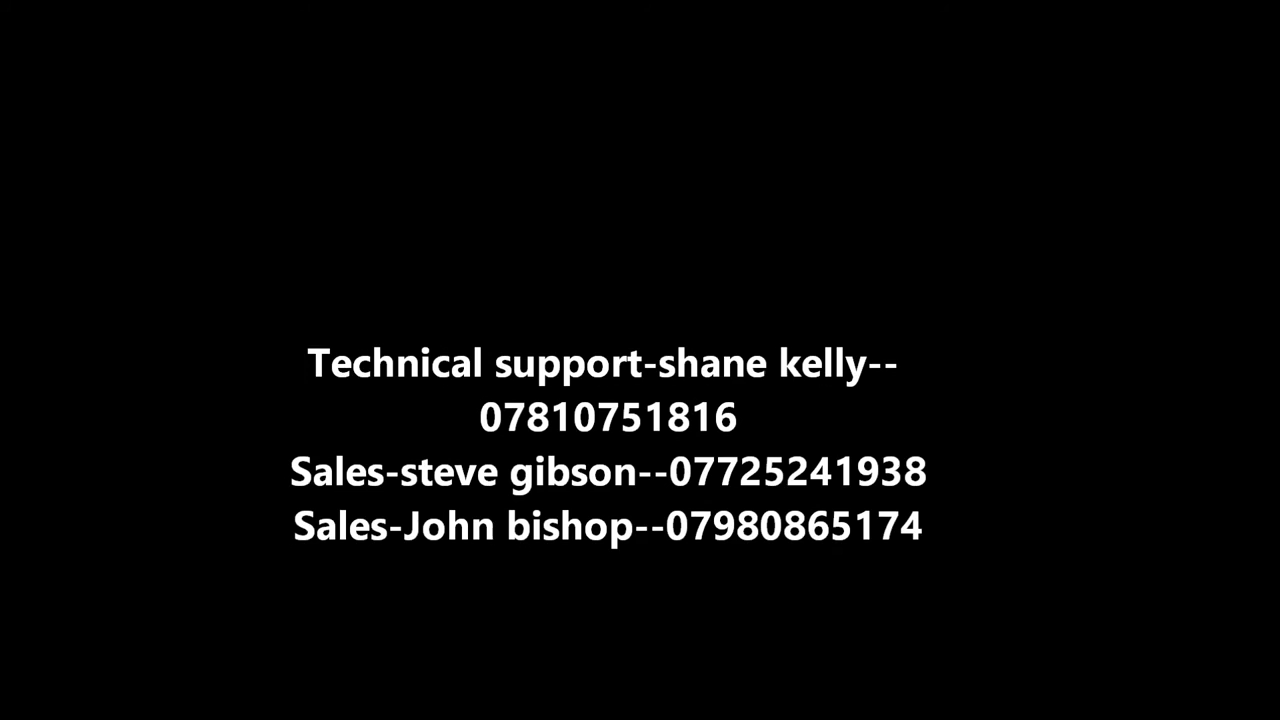 Technical support-shane kelly--
07810751816
Sales-steve gibson--07725241938
Sales-John bishop--07980865174